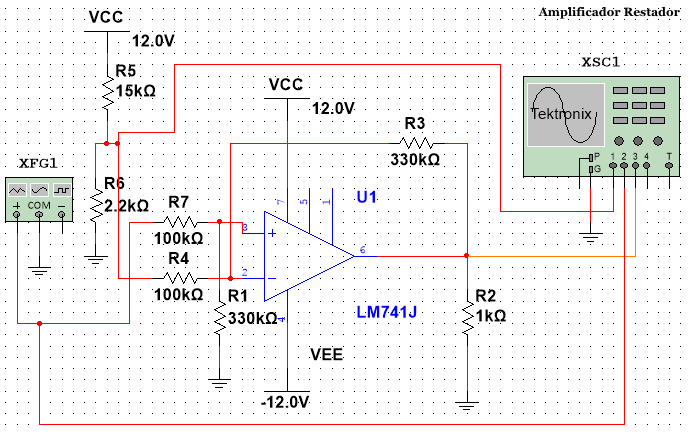 Amplificador Restador
VCC
12.0V
R5
15kΩ
VCC
12.0V
XSC1
Tektronix
P
G
1 2 3 4
T
R3
330kΩ
XFG1
+ COM −
R6
2.2kΩ
R7
100kΩ
7
5
1
U1
3
+
6
R4
100kΩ
2
−
R1
330kΩ
4
LM741J
R2
1kΩ
VEE
-12.0V